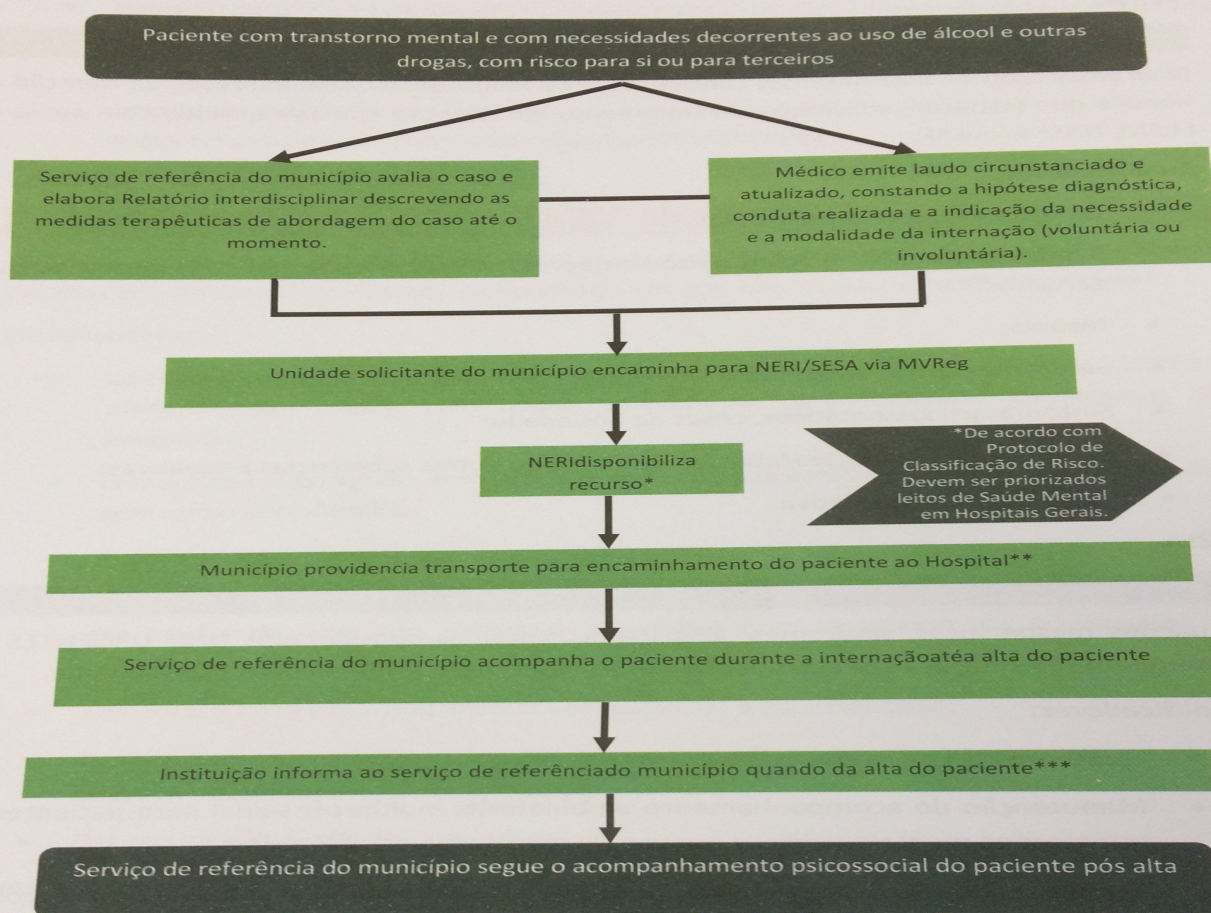 Paciente com transtorno mental e com necessidades decorrentes ao uso de álcool e outras
drogas, com risco para si ou para terceiros
Serviço de referência do município avalia o caso e
elabora Relatório interdisciplinar descrevendo as
medidas terapêuticas de abordagem do caso até o
momento.
Médico emite laudo circunstanciado e
atualizado, constando a hipótese diagnóstica,
conduta realizada e a indicação da necessidade
e a modalidade da internação (voluntária ou
involuntária).
Unidade solicitante do município encaminha para NERI/SESA via MVReg
NERIdisponibiliza
recurso*
*De acordo com
Protocolo de
Classificação de Risco.
Devem ser priorizados
leitos de Saúde Mental
em Hospitais Gerais.
Município providencia transporte para encaminhamento do paciente ao Hospital**
Serviço de referência do município acompanha o paciente durante a internaçãoatéa alta do paciente
Instituição informa ao serviço de referênciado município quando da alta do paciente***
Serviço de referência do município segue o acompanhamento psicossocial do paciente pós alta